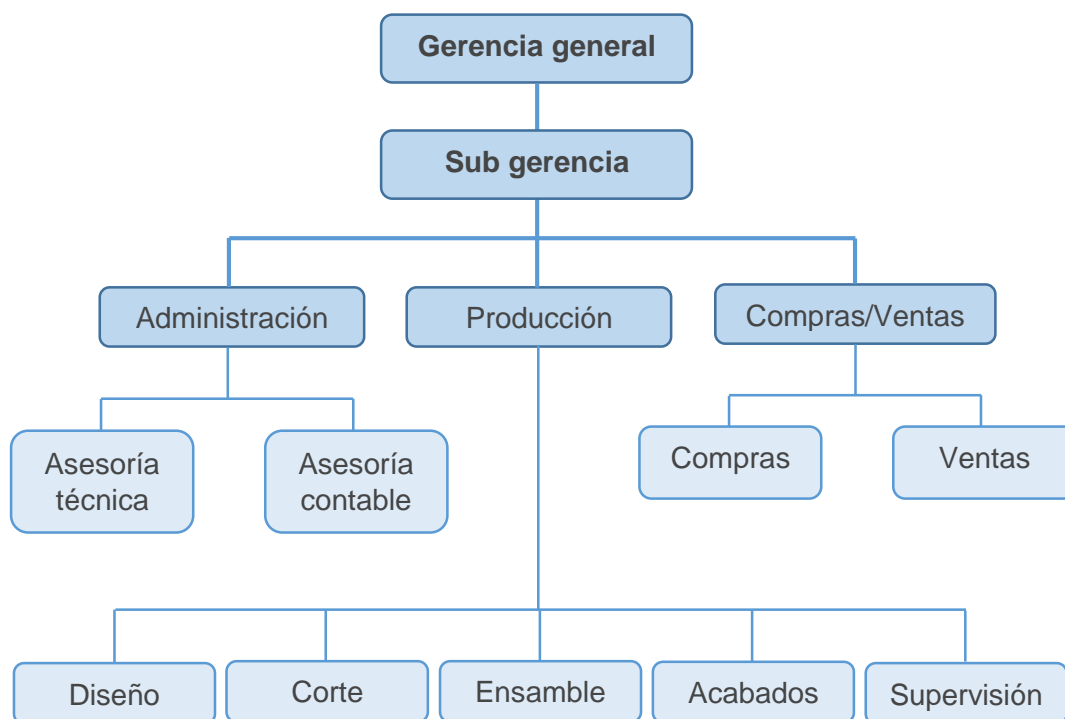 Gerencia general
Sub gerencia
Administración
Producción
Compras/Ventas
Asesoría
técnica
Asesoría
contable
Compras
Ventas
Diseño
Corte
Ensamble
Acabados
Supervisión